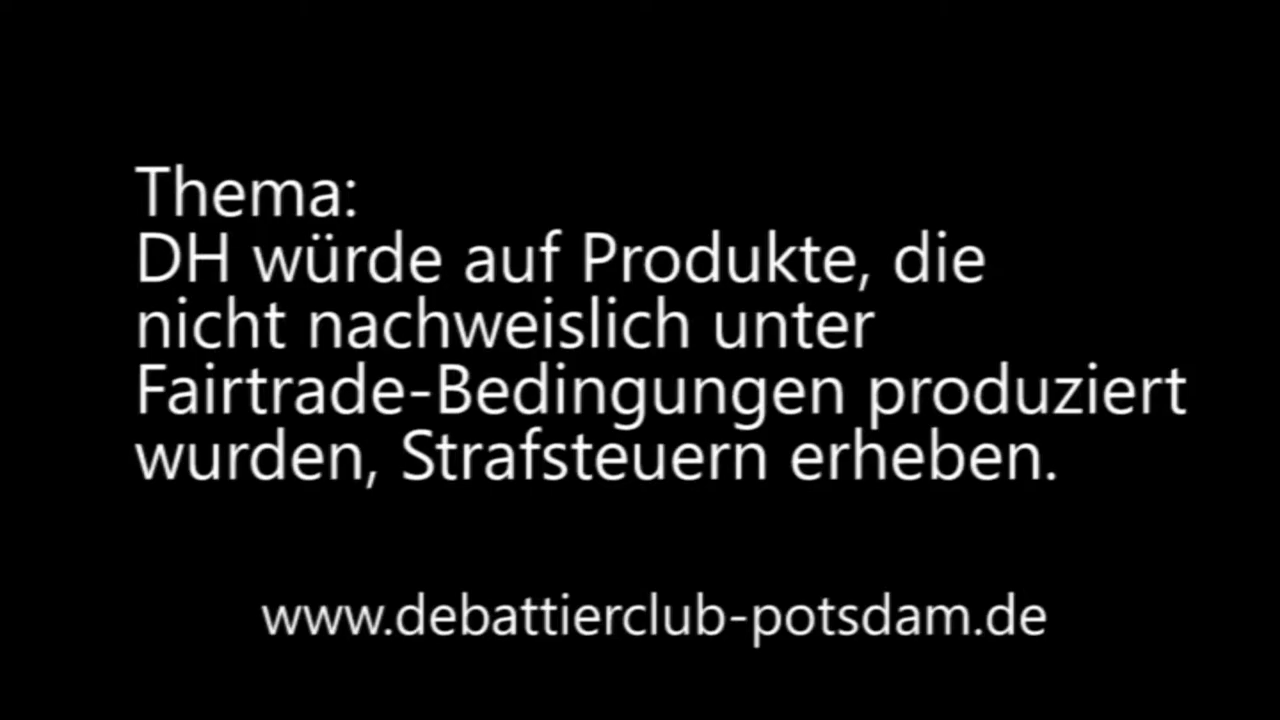 Thema:
DH würde auf Produkte, die
nicht nachweislich unter
Fairtrade-Bedingungen produziert
wurden, Strafsteuern erheben.
www.debattierclub-potsdam.de